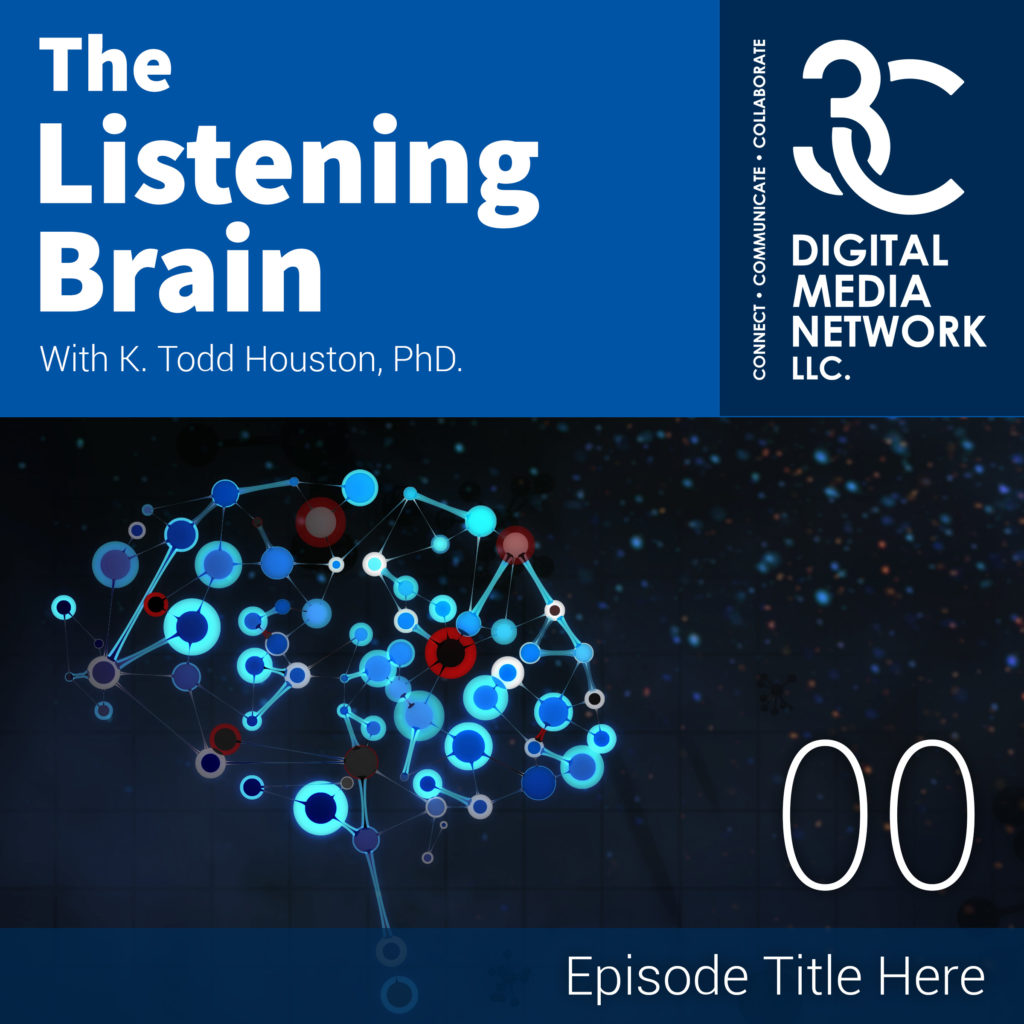 The
Listening
Brain
With K. Todd Houston, PhD.
CONNECT • COMMUNICATE • COLLABORATE
3C
DIGITAL
MEDIA
NETWORK
LLC.
00
Episode Title Here